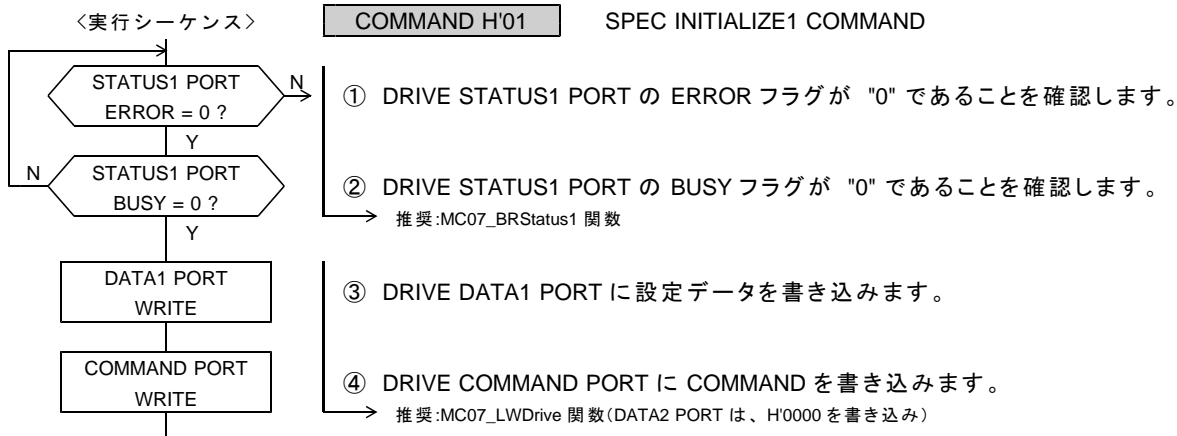 〈実行シーケンス〉 COMMAND H'01 SPEC INITIALIZE1 COMMAND
STATUS1 PORT
ERROR = 0 ?
N
① DRIVE STATUS1 PORT の ERROR フラグが "0" であることを確認します。
Y
N
STATUS1 PORT
BUSY = 0 ?
② DRIVE STATUS1 PORT の BUSY フラグが "0" であることを確認します。
推奨:MC07_BRStatus1 関数
Y
DATA1 PORT
WRITE
③ DRIVE DATA1 PORT に設定データを書き込みます。
COMMAND PORT
WRITE
④ DRIVE COMMAND PORT に COMMAND を書き込みます。
推奨:MC07_LWDrive 関数(DATA2 PORT は、H'0000 を書き込み)